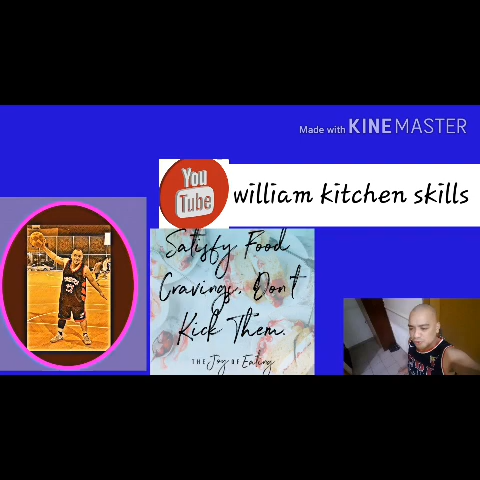 Made with KINEMASTER
You
Tube
william kitchen skills
Satisfy Food
Cravings, Don't
Kick Them.
THE Joy OF Eating